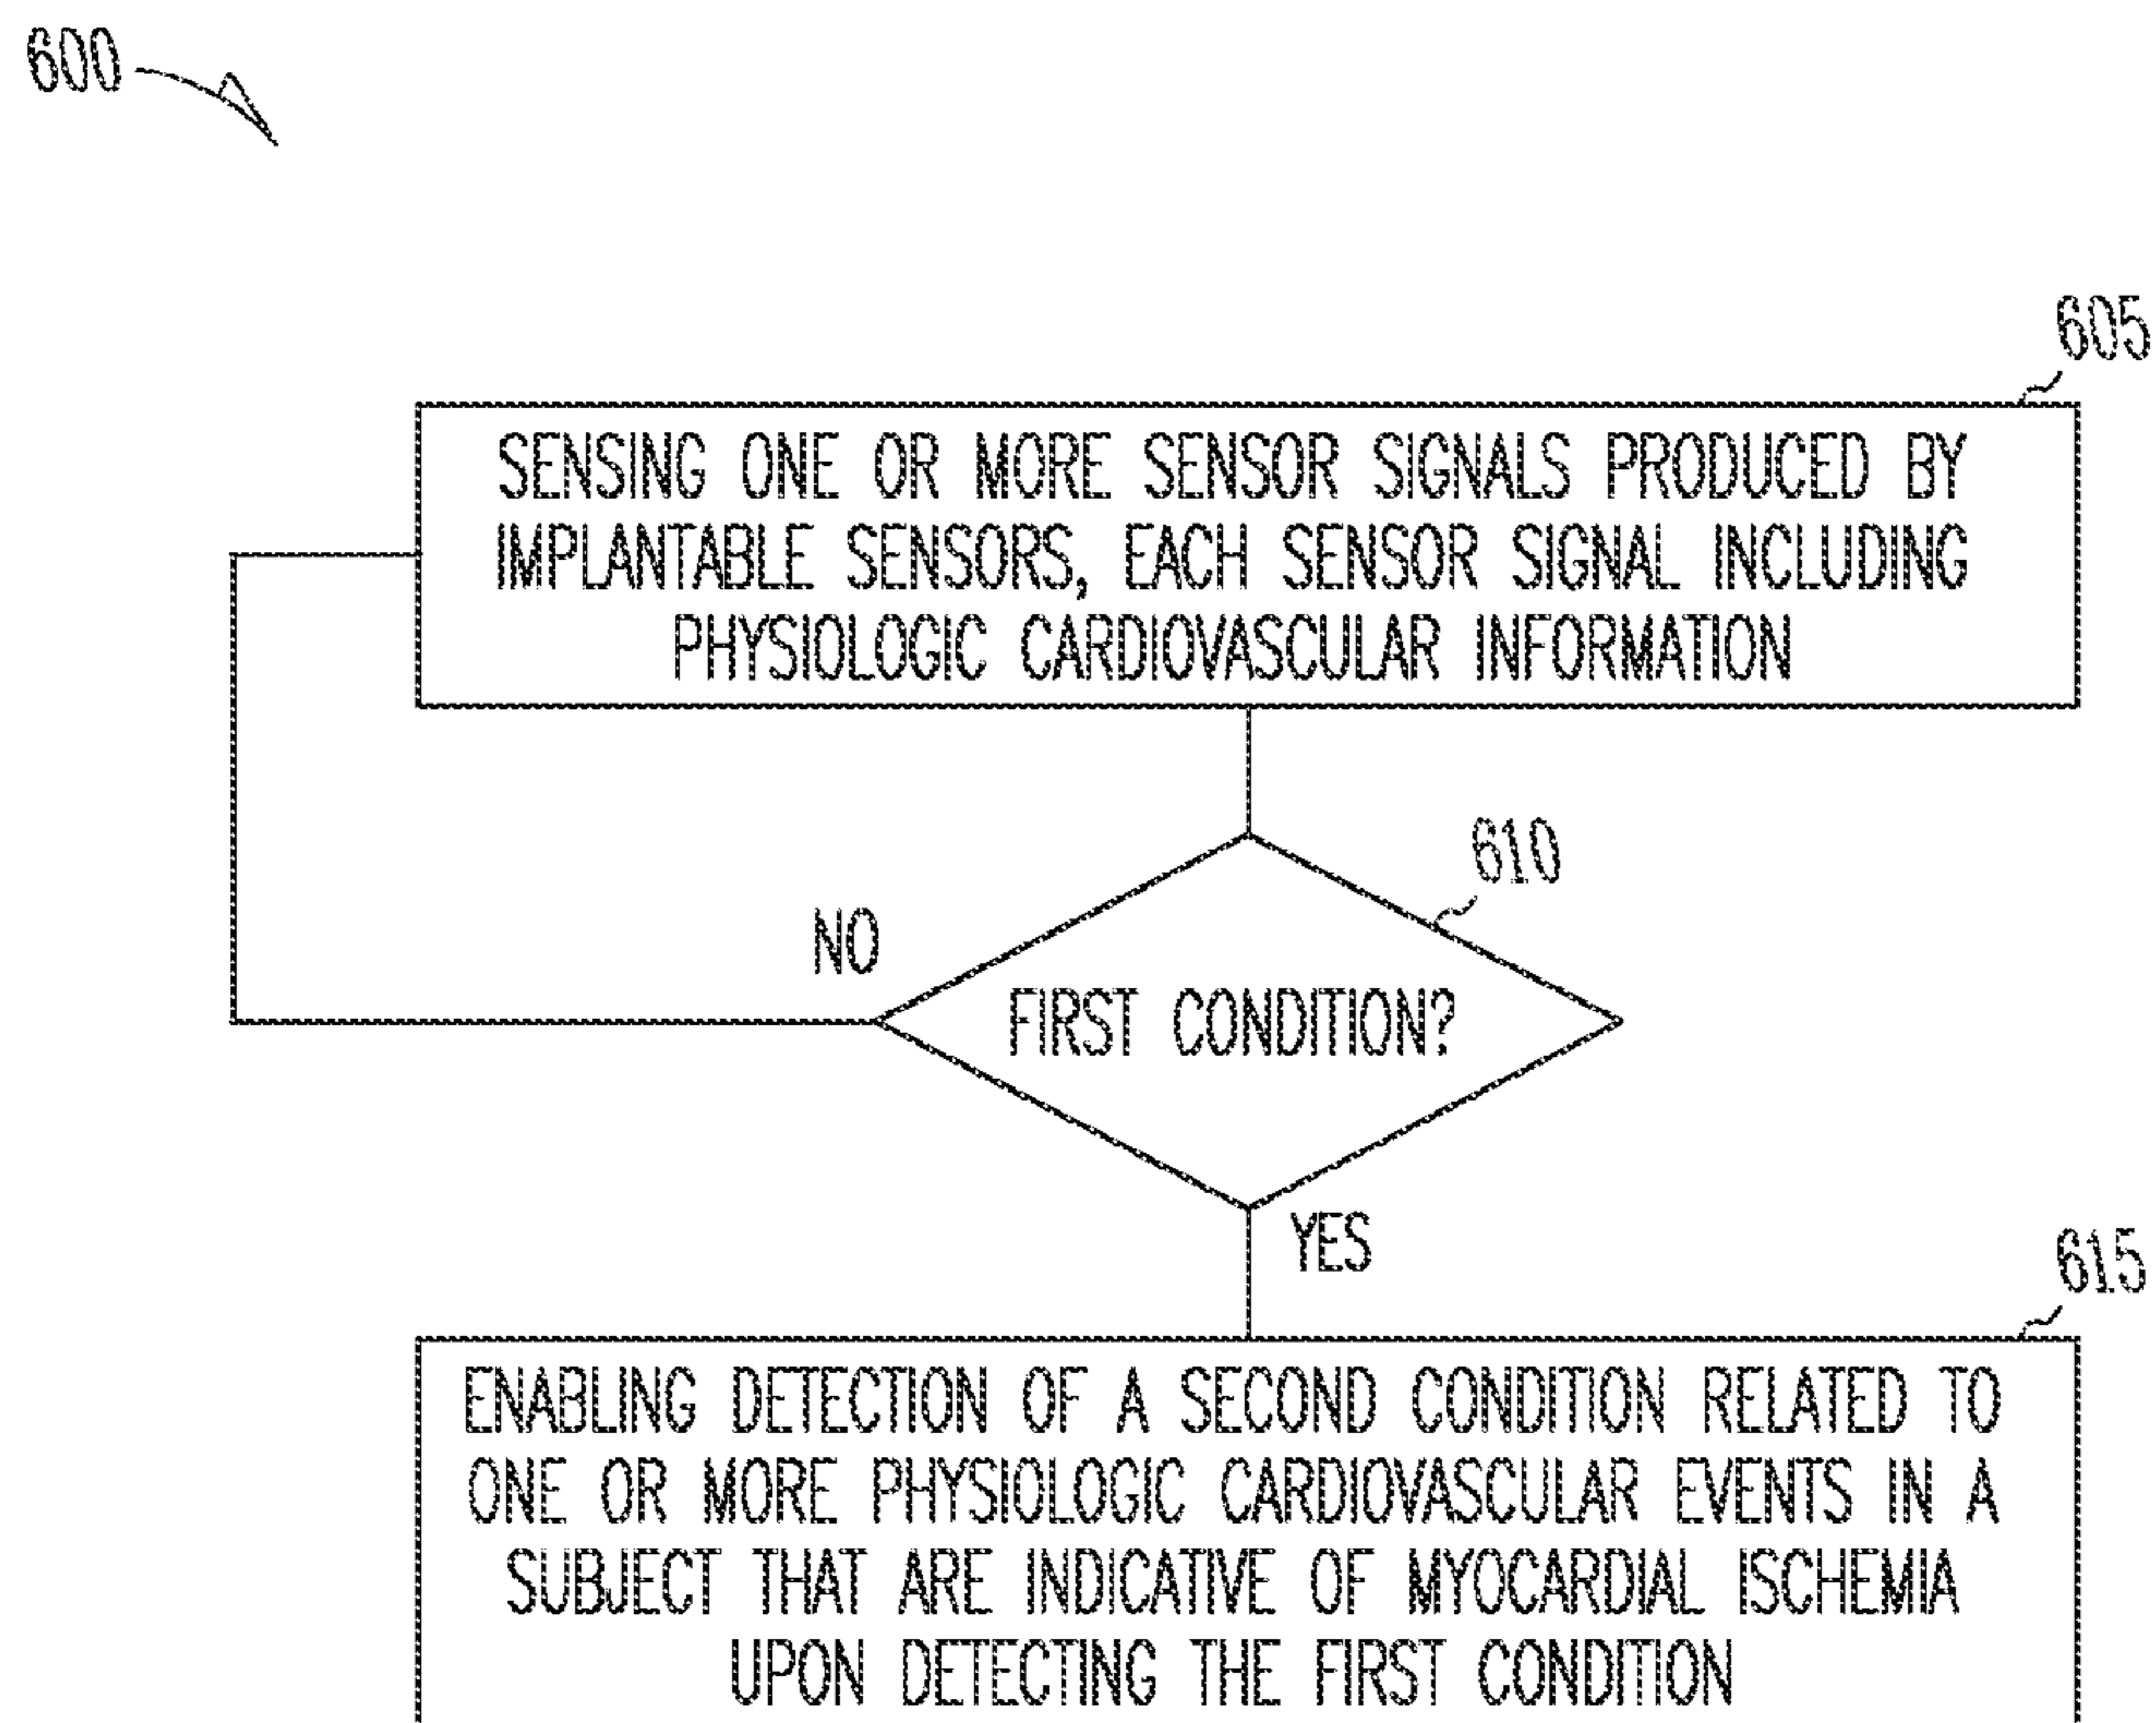 600
605
SENSING ONE OR MORE SENSOR SIGNALS PRODUCED BY
IMPLANTABLE SENSORS, EACH SENSOR SIGNAL INCLUDING
PHYSIOLOGIC CARDIOVASCULAR INFORMATION
610
NO
FIRST CONDITION?
YES
615
ENABLING DETECTION OF A SECOND CONDITION RELATED TO
ONE OR MORE PHYSIOLOGIC CARDIOVASCULAR EVENTS IN A
SUBJECT THAT ARE INDICATIVE OF MYOCARDIAL ISCHEMIA
UPON DETECTING THE FIRST CONDITION